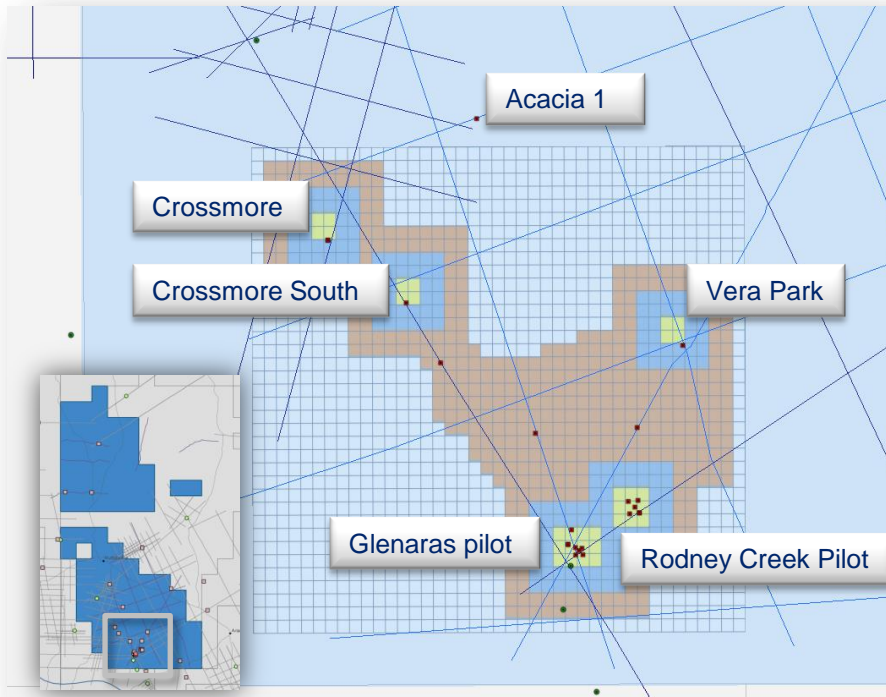 Acacia 1
Crossmore
Crossmore South
Vera Park
Glenaras pilot
Rodney Creek Pilot